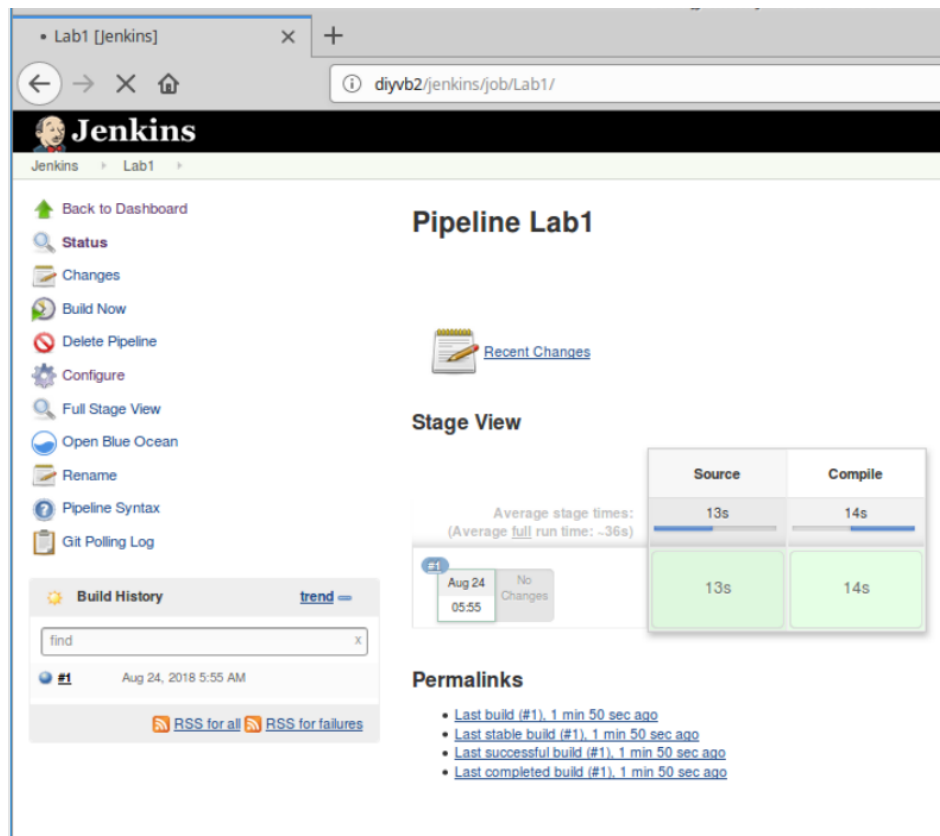 • Lab1 [Jenkins]
diyvb2/jenkins/job/Lab1/
Jenkins
Jenkins Lab1
Back to Dashboard
Status
Changes
Build Now
Delete Pipeline
Configure
Full Stage View
Open Blue Ocean
Rename
Pipeline Syntax
Git Polling Log
Build History trend
find x
#1 Aug 24, 2018 5:55 AM
RSS for all RSS for failures
Pipeline Lab1
Recent Changes
Stage View
Source Compile
Average stage times: 13s 14s
(Average full run time: ~36s)
#1
Aug 24 No
Changes
05:55
13s 14s
Permalinks
• Last build (#1), 1 min 50 sec ago
• Last stable build (#1), 1 min 50 sec ago
• Last successful build (#1), 1 min 50 sec ago
• Last completed build (#1), 1 min 50 sec ago